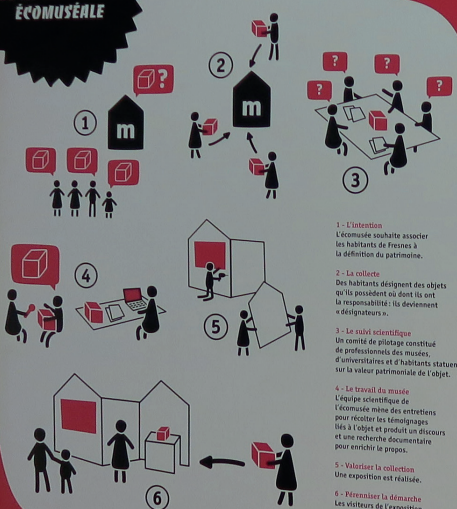 ÉCOMUSÉALE
?
m
1
2
m
?
?
?
?
3
1 - L'intention
L'écomusée souhaite associer
les habitants de Fresnes à
la définition du patrimoine.
2 - La collecte
Des habitants désignent des objets
qu'ils possèdent où dont ils ont
la responsabilité : ils deviennent
« désignateurs ».
3 - Le suivi scientifique
Un comité de pilotage constitué
de professionnels des musées,
d'universitaires et d'habitants statuent
sur la valeur patrimoniale de l'objet.
4
5
4 - Le travail du musée
L'équipe scientifique de
l'écomusée mène des entretiens
pour récolter les témoignages
liés à l'objet et produit un discours
et une recherche documentaire
pour enrichir le propos.
5 - Valoriser la collection
Une exposition est réalisée.
6
6 - Pérenniser la démarche
Les visiteurs de l'exposition